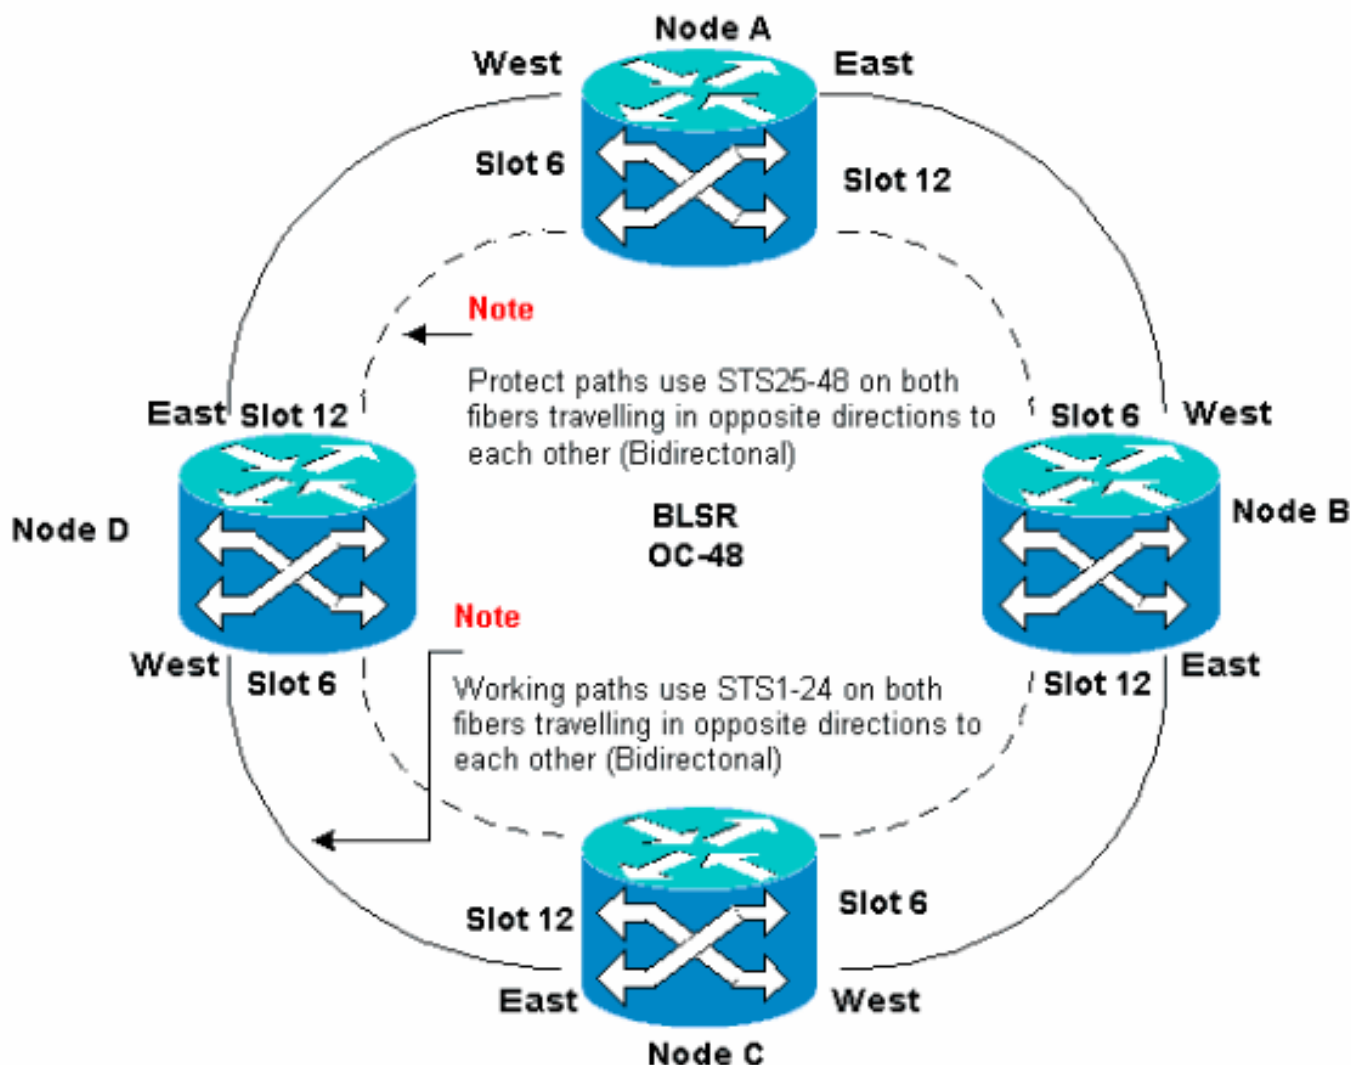 Node A
West
East
Slot 6
Slot 12
Note
Protect paths use STS25-48 on both
fibers travelling in opposite directions to
each other (Bidirectonal)
East
Slot 12
Slot 6
West
BLSR
OC-48
Node D
Node B
Note
West
Slot 6
East
Slot 12
Working paths use STS1-24 on both
fibers travelling in opposite directions to
each other (Bidirectonal)
Slot 12
Slot 6
East
West
Node C